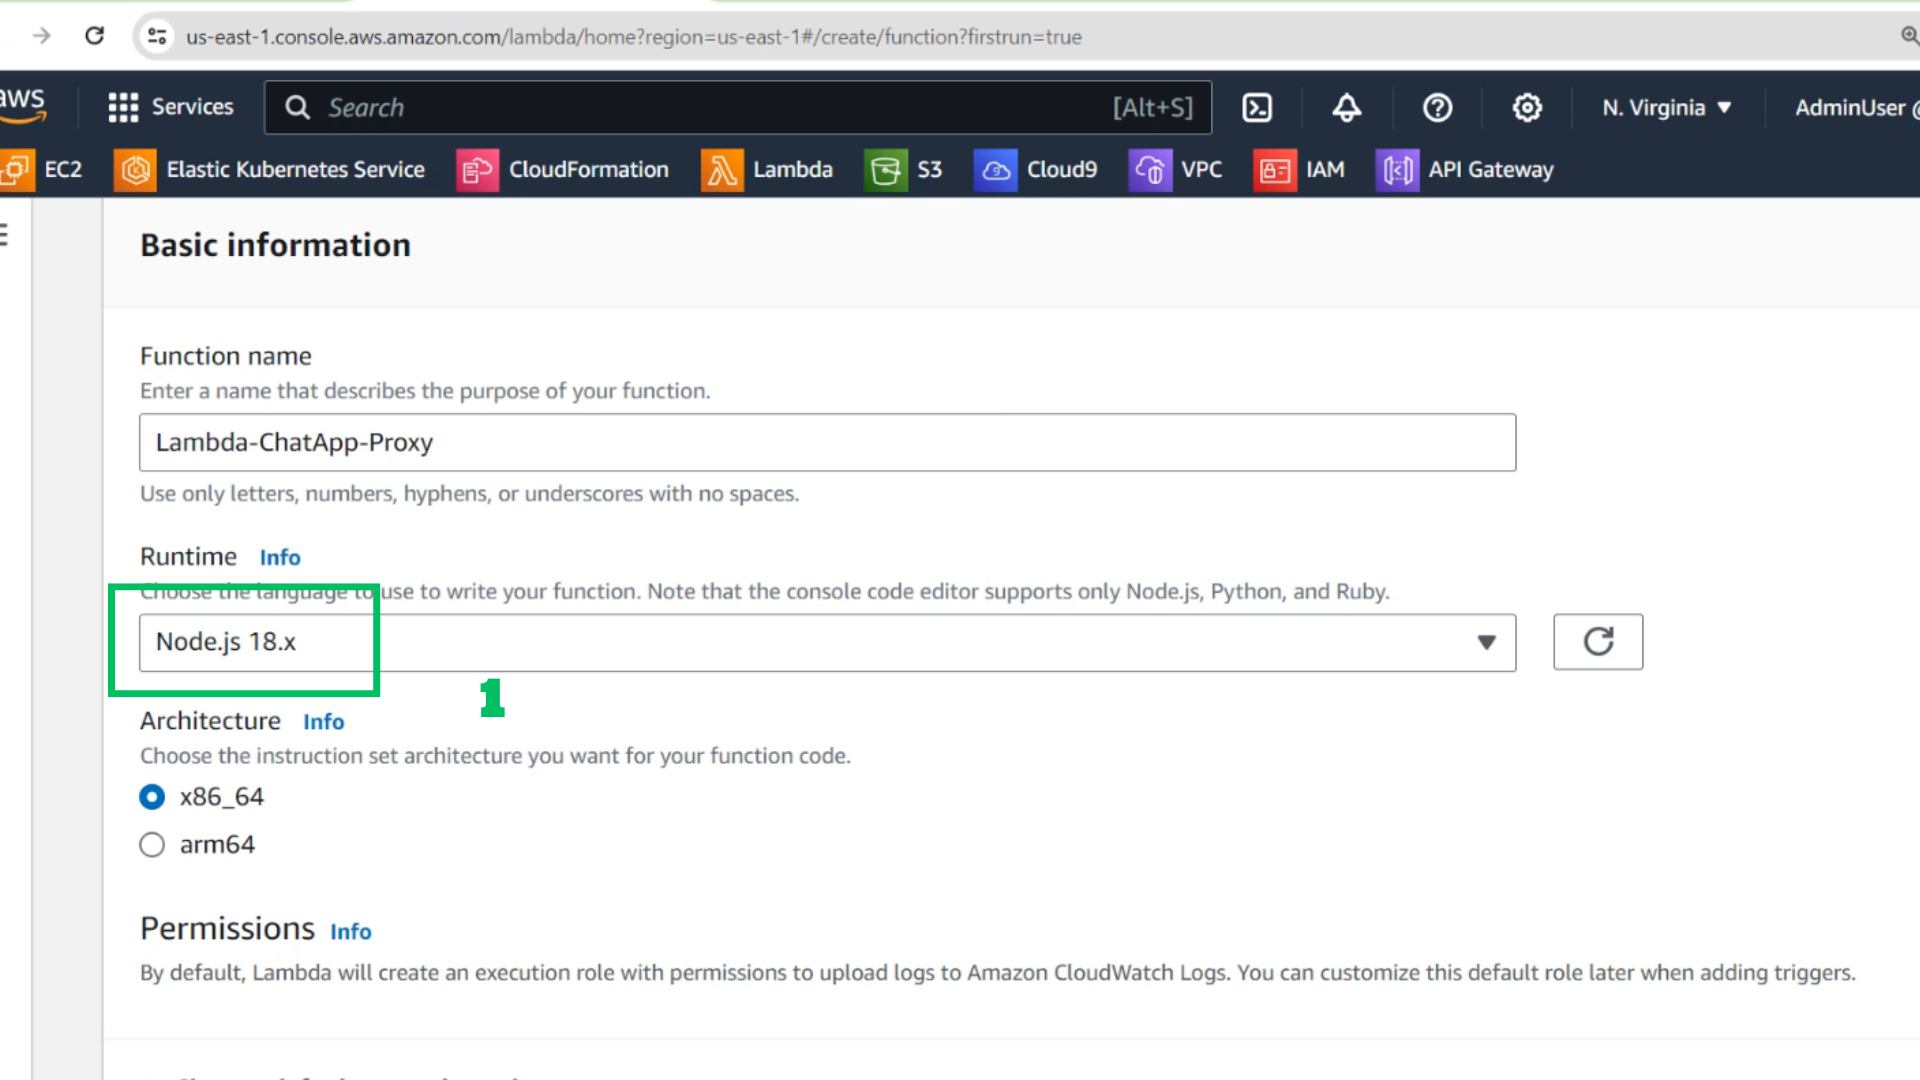 us-east-1.console.aws.amazon.com/lambda/home?region=us-east-1#/create/function?firstrun=true
aws Services Search [Alt+S] N. Virginia AdminUser @
EC2 Elastic Kubernetes Service CloudFormation Lambda S3 Cloud9 VPC IAM API Gateway
Basic information
Function name
Enter a name that describes the purpose of your function.
Lambda-ChatApp-Proxy
Use only letters, numbers, hyphens, or underscores with no spaces.
Runtime Info
Choose the language to use to write your function. Note that the console code editor supports only Node.js, Python, and Ruby.
Node.js 18.x
1
Architecture Info
Choose the instruction set architecture you want for your function code.
x86_64
arm64
Permissions Info
By default, Lambda will create an execution role with permissions to upload logs to Amazon CloudWatch Logs. You can customize this default role later when adding triggers.